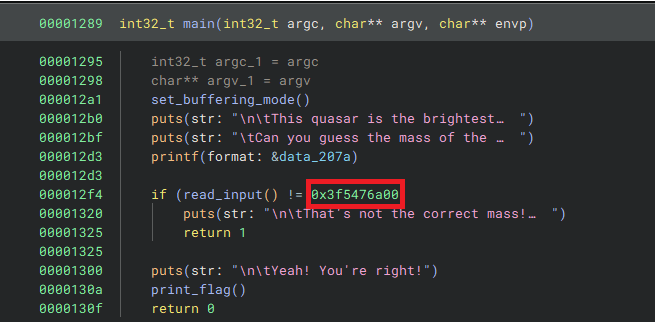 00001289 int32_t main(int32_t argc, char** argv, char** envp)
00001295 int32_t argc_1 = argc
00001298 char** argv_1 = argv
000012a1 set_buffering_mode()
000012b0 puts(str: "\n\tThis quasar is the brightest… ")
000012bf puts(str: "\tCan you guess the mass of the … ")
000012d3 printf(format: &data_207a)
000012d3
000012f4 if (read_input() != 0x3f5476a00)
00001320 puts(str: "\n\tThat's not the correct mass!… ")
00001325 return 1
00001325
00001300 puts(str: "\n\tYeah! You're right!")
0000130a print_flag()
0000130f return 0